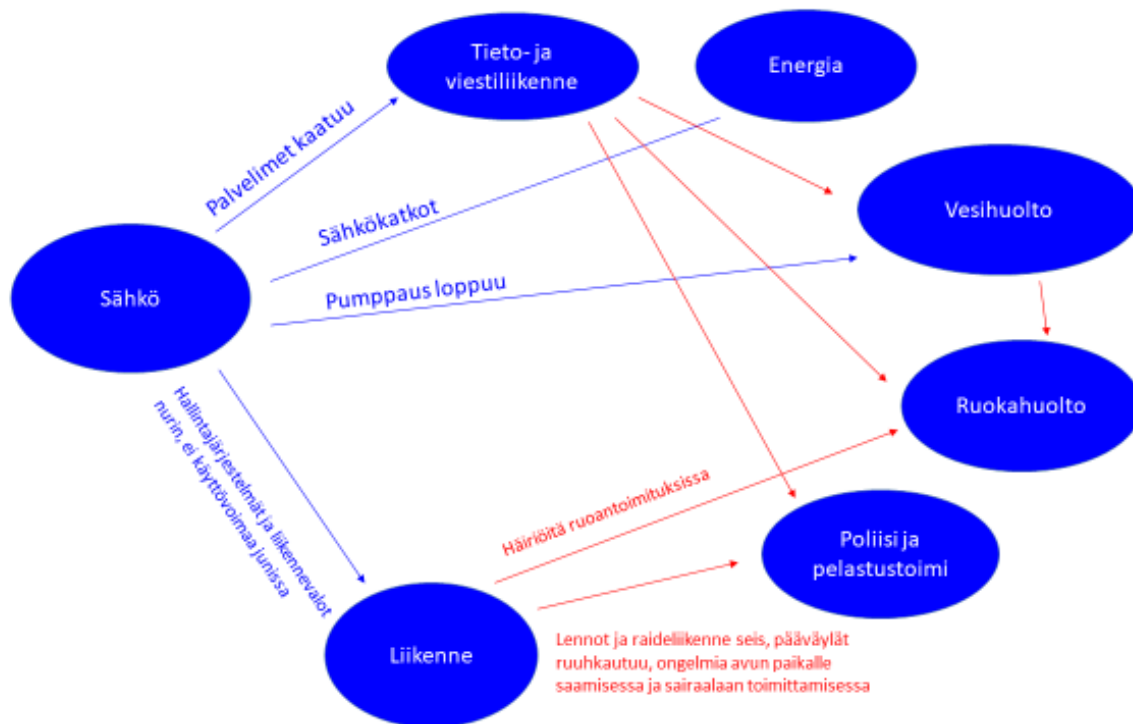 Tieto- ja
viestiliikenne
Energia
Palvelimet kaatuu
Sähkökatkot
Vesihuolto
Sähkö
Pumppaus loppuu
Ruokahuolto
Hallintajärjestelmät ja liikennevalot
nurin, ei käyttövoimaa junissa
Häiriöitä ruoantoimituksissa
Poliisi ja
pelastustoimi
Liikenne
Lennot ja raideliikenne seis, pääväylät
ruuhkautuu, ongelmia avun paikalle
saamisessa ja sairaalaan toimittamisessa